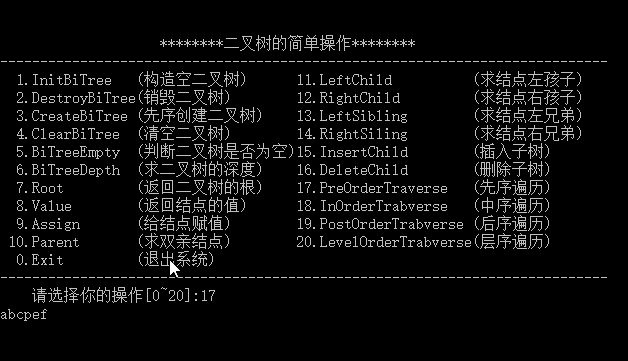 ********二叉树的简单操作********
1.InitBiTree (构造空二叉树) 11.LeftChild (求结点左孩子)
2.DestroyBiTree(销毁二叉树) 12.RightChild (求结点右孩子)
3.CreateBiTree (先序创建二叉树) 13.LeftSibling (求结点左兄弟)
4.ClearBiTree (清空二叉树) 14.RightSiling (求结点右兄弟)
5.BiTreeEmpty (判断二叉树是否为空)15.InsertChild (插入子树)
6.BiTreeDepth (求二叉树的深度) 16.DeleteChild (删除子树)
7.Root (返回二叉树的根) 17.PreOrderTraverse (先序遍历)
8.Value (返回结点的值) 18.InOrderTraverse (中序遍历)
9.Assign (给结点赋值) 19.PostOrderTraverse (后序遍历)
10.Parent (求双亲结点) 20.LevelOrderTrabverse(层序遍历)
0.Exit (退出系统)
请选择你的操作[0~20]:17
abcpef